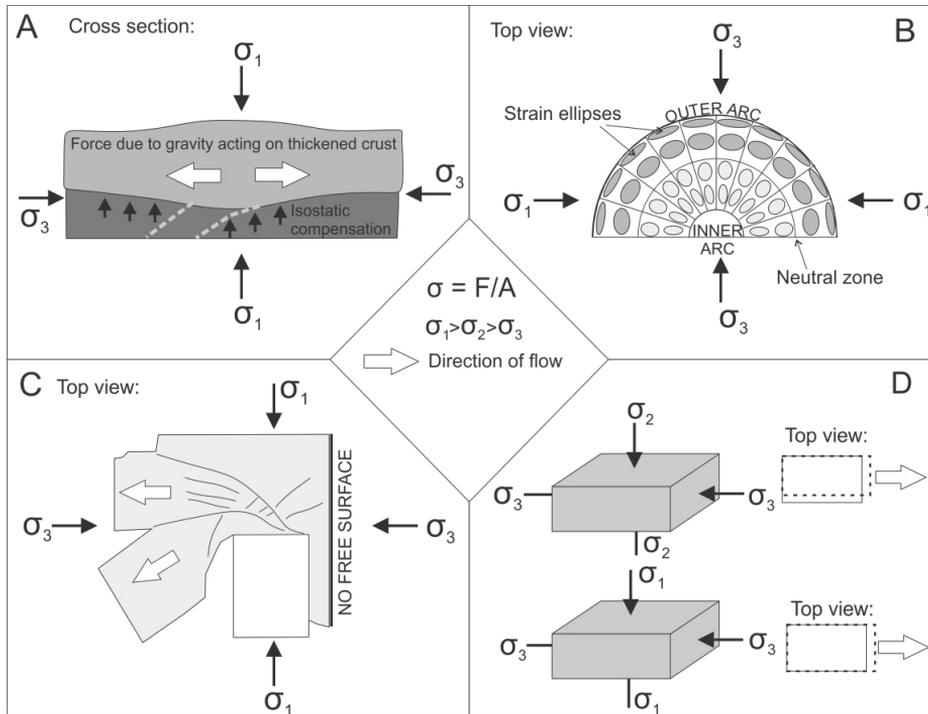 A
Cross section:
σ1
Force due to gravity acting on thickened crust
σ3
σ3
Isostatic
compensation
σ1
Top view:
B
σ3
Strain ellipses
OUTER ARC
σ1
σ1
INNER
ARC
Neutral zone
σ3
σ = F/A
σ1>σ2>σ3
Direction of flow
C
Top view:
σ1
σ3
σ3
NO FREE SURFACE
σ1
D
σ2
Top view:
σ3
σ3
σ2
σ1
Top view:
σ3
σ3
σ1